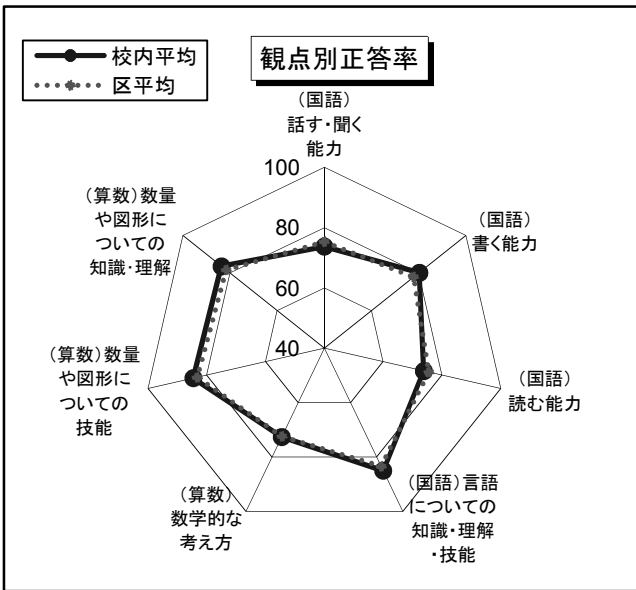 校内平均
区平均
観点別正答率
(国語)
話す・聞く
能力
100
80
60
40
(国語)
書く能力
(国語)
読む能力
(国語)言語
についての
知識・理解
・技能
(算数)
数学的な
考え方
(算数)数量
や図形に
ついての
技能
(算数)数量
や図形に
ついての
知識・理解